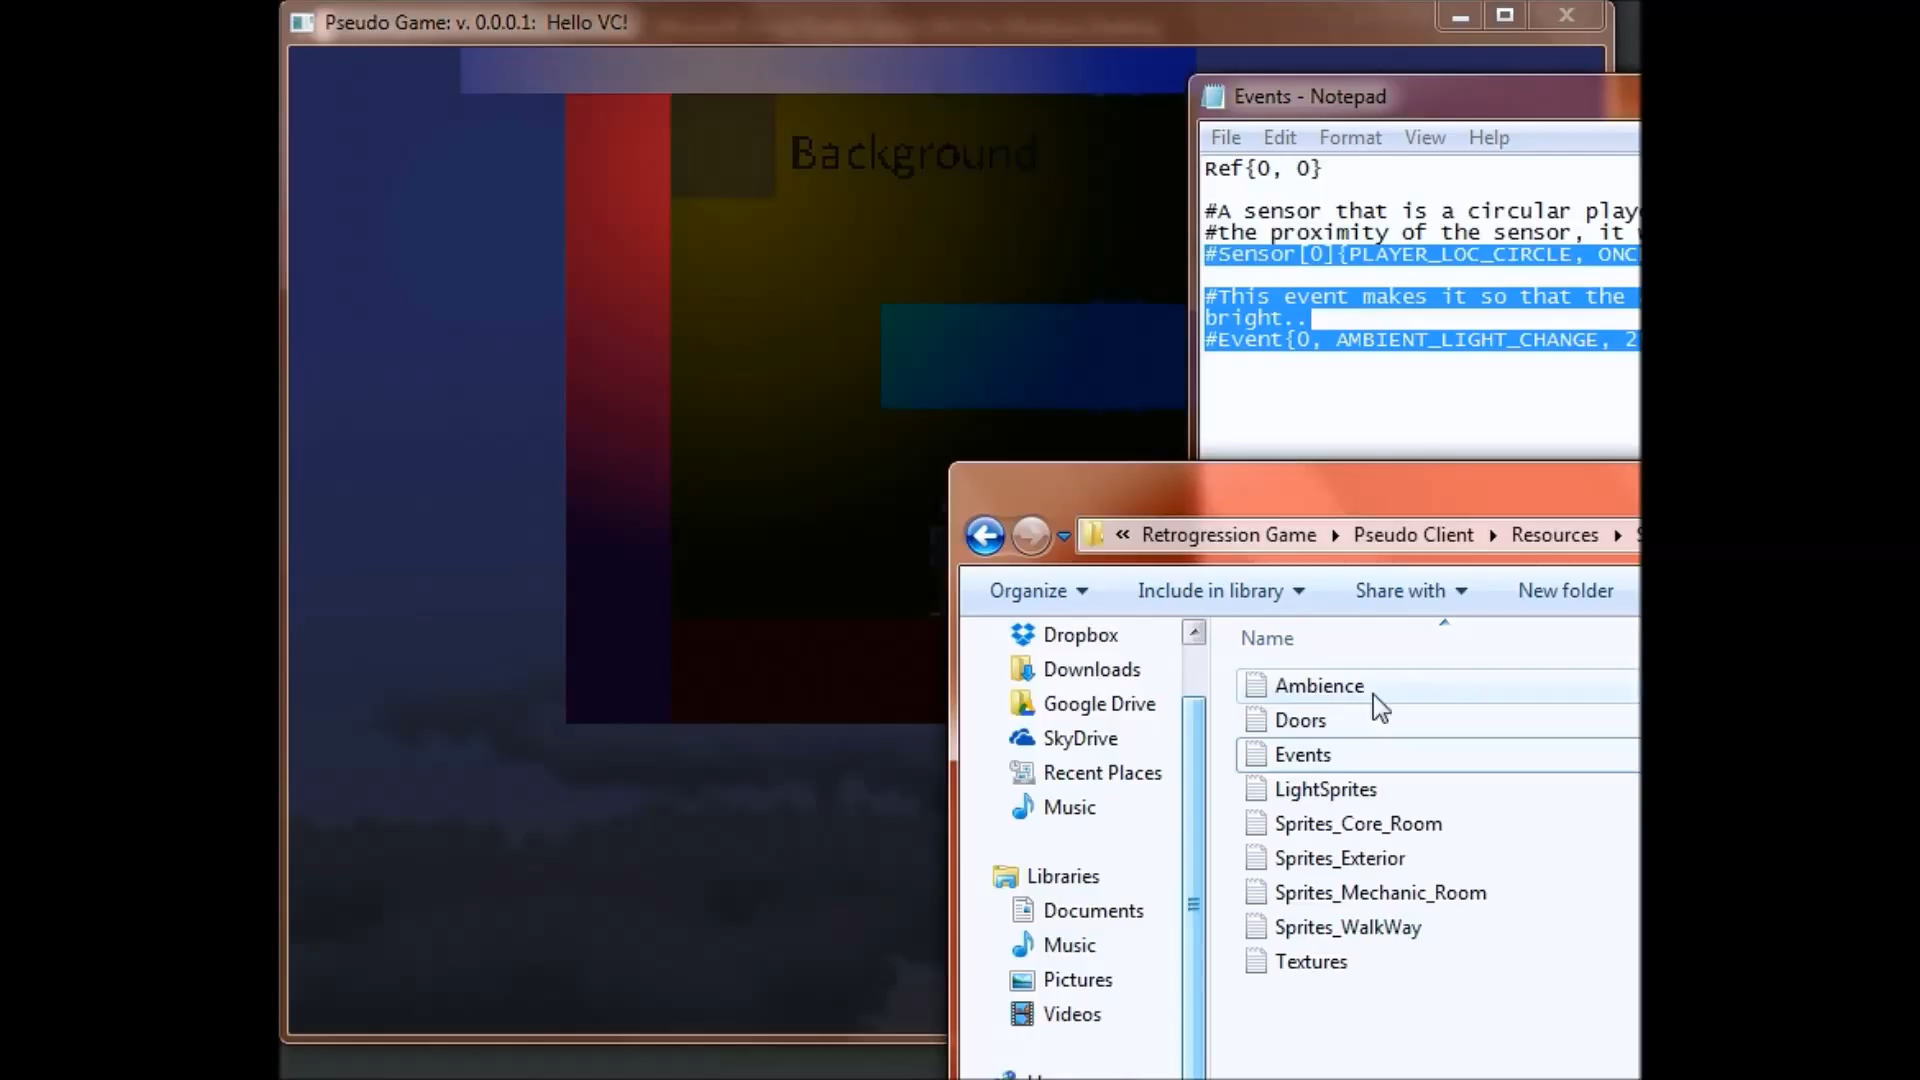 Pseudo Game: v. 0.0.0.1: Hello VC!
Background
Events - Notepad
File Edit Format View Help
Ref{0, 0}
#A sensor that is a circular play
#the proximity of the sensor, it
#Sensor[0]{PLAYER_LOC_CIRCLE, ONC
#This event makes it so that the
bright..
#Event{0, AMBIENT_LIGHT_CHANGE, 2
« Retrogression Game Pseudo Client Resources
Organize Include in library Share with New folder
Name
Dropbox
Downloads
Google Drive
SkyDrive
Recent Places
Music
Libraries
Documents
Music
Pictures
Videos
Ambience
Doors
Events
LightSprites
Sprites_Core_Room
Sprites_Exterior
Sprites_Mechanic_Room
Sprites_WalkWay
Textures